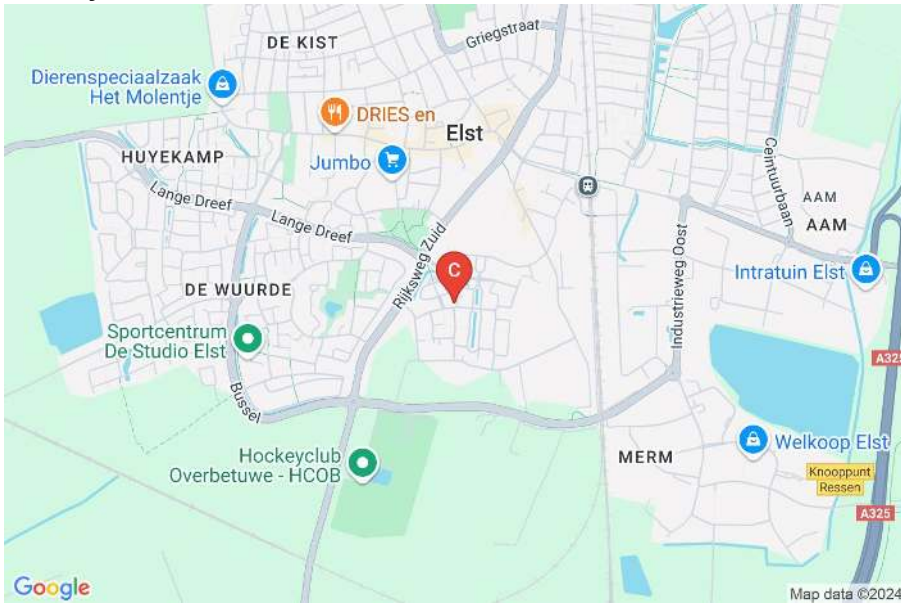 DE KIST
Griegstraat
Dierenspeciaalzaak
Het Molentje
DRIES en
Elst
Jumbo
HUYEKAMP
Ceintuurbaan
AAM
AAM
Lange Dreef
Lange Dreef
Rijksweg Zuid
C
Industrieweg Oost
Intratuin Elst
DE WUURDE
Sportcentrum
De Studio Elst
A325
Bussel
Hockeyclub
Overbetuwe - HCOB
MERM
Welkoop Elst
Knooppunt
Ressen
A325
Google
Map data ©2024